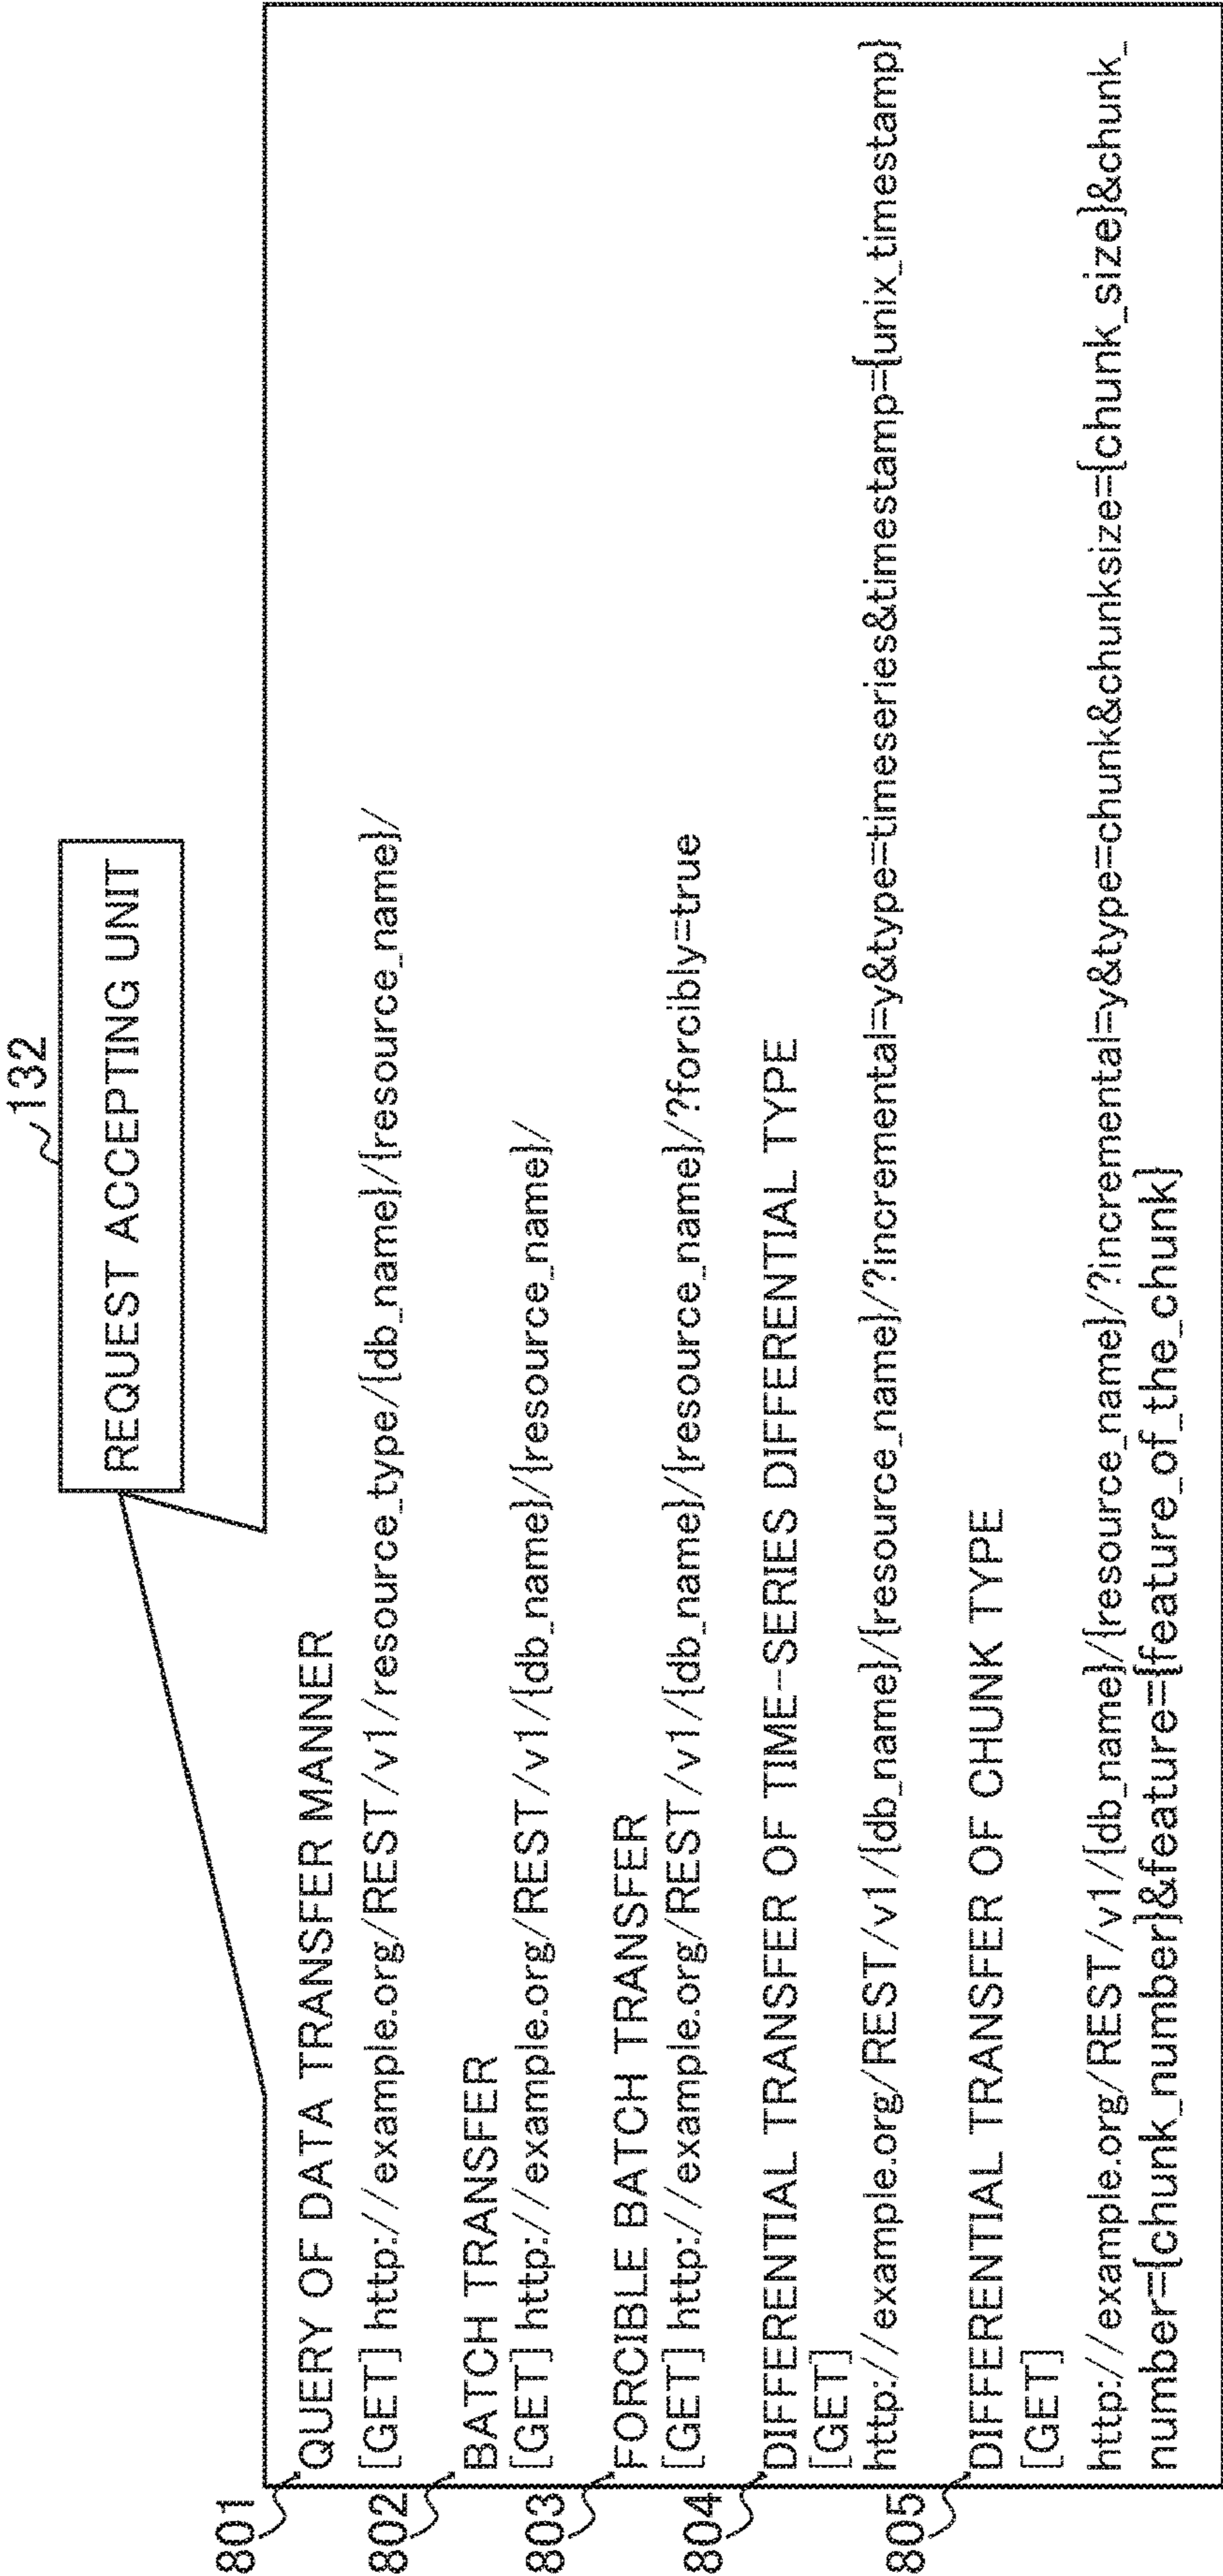 132
REQUEST ACCEPTING UNIT
801
QUERY OF DATA TRANSFER MANNER
[GET] http://example.org/REST/v1/resource_type/{db_name}/{resource_name}/
802
BATCH TRANSFER
[GET] http://example.org/REST/v1/{db_name}/{resource_name}/
803
FORCIBLE BATCH TRANSFER
[GET] http://example.org/REST/v1/{db_name}/{resource_name}/?forcibly=true
804
DIFFERENTIAL TRANSFER OF TIME-SERIES DIFFERENTIAL TYPE
[GET]
http://example.org/REST/v1/{db_name}/{resource_name}/?incremental=y&type=timeseries&timestamp={unix_timestamp}
805
DIFFERENTIAL TRANSFER OF CHUNK TYPE
[GET]
http://example.org/REST/v1/{db_name}/{resource_name}/?incremental=y&type=chunk&chunksize={chunk_size}&chunk_
number={chunk_number}&feature={feature_of_the_chunk}